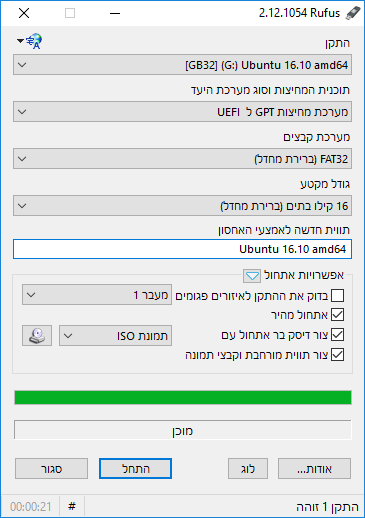 2.12.1054 Rufus
התקן
[GB32] (G:) Ubuntu 16.10 amd64
תוכנית המחיצות וסוג מערכת היעד
מערכת מחיצות GPT ל UEFI
מערכת קבצים
FAT32 (ברירת מחדל)
גודל מקטע
16 קילו בתים (ברירת מחדל)
תווית חדשה לאמצעי האחסון
Ubuntu 16.10 amd64
אפשרויות אתחול
בדוק את ההתקן לאיזורים פגומים מעבר 1
אתחול מהיר
צור דיסק בר אתחול עם תמונת ISO
צור תווית מורחבת וקבצי תמונה
מוכן
אודות... לוג התחל סגור
התקן 1 זוהה # 00:00:21